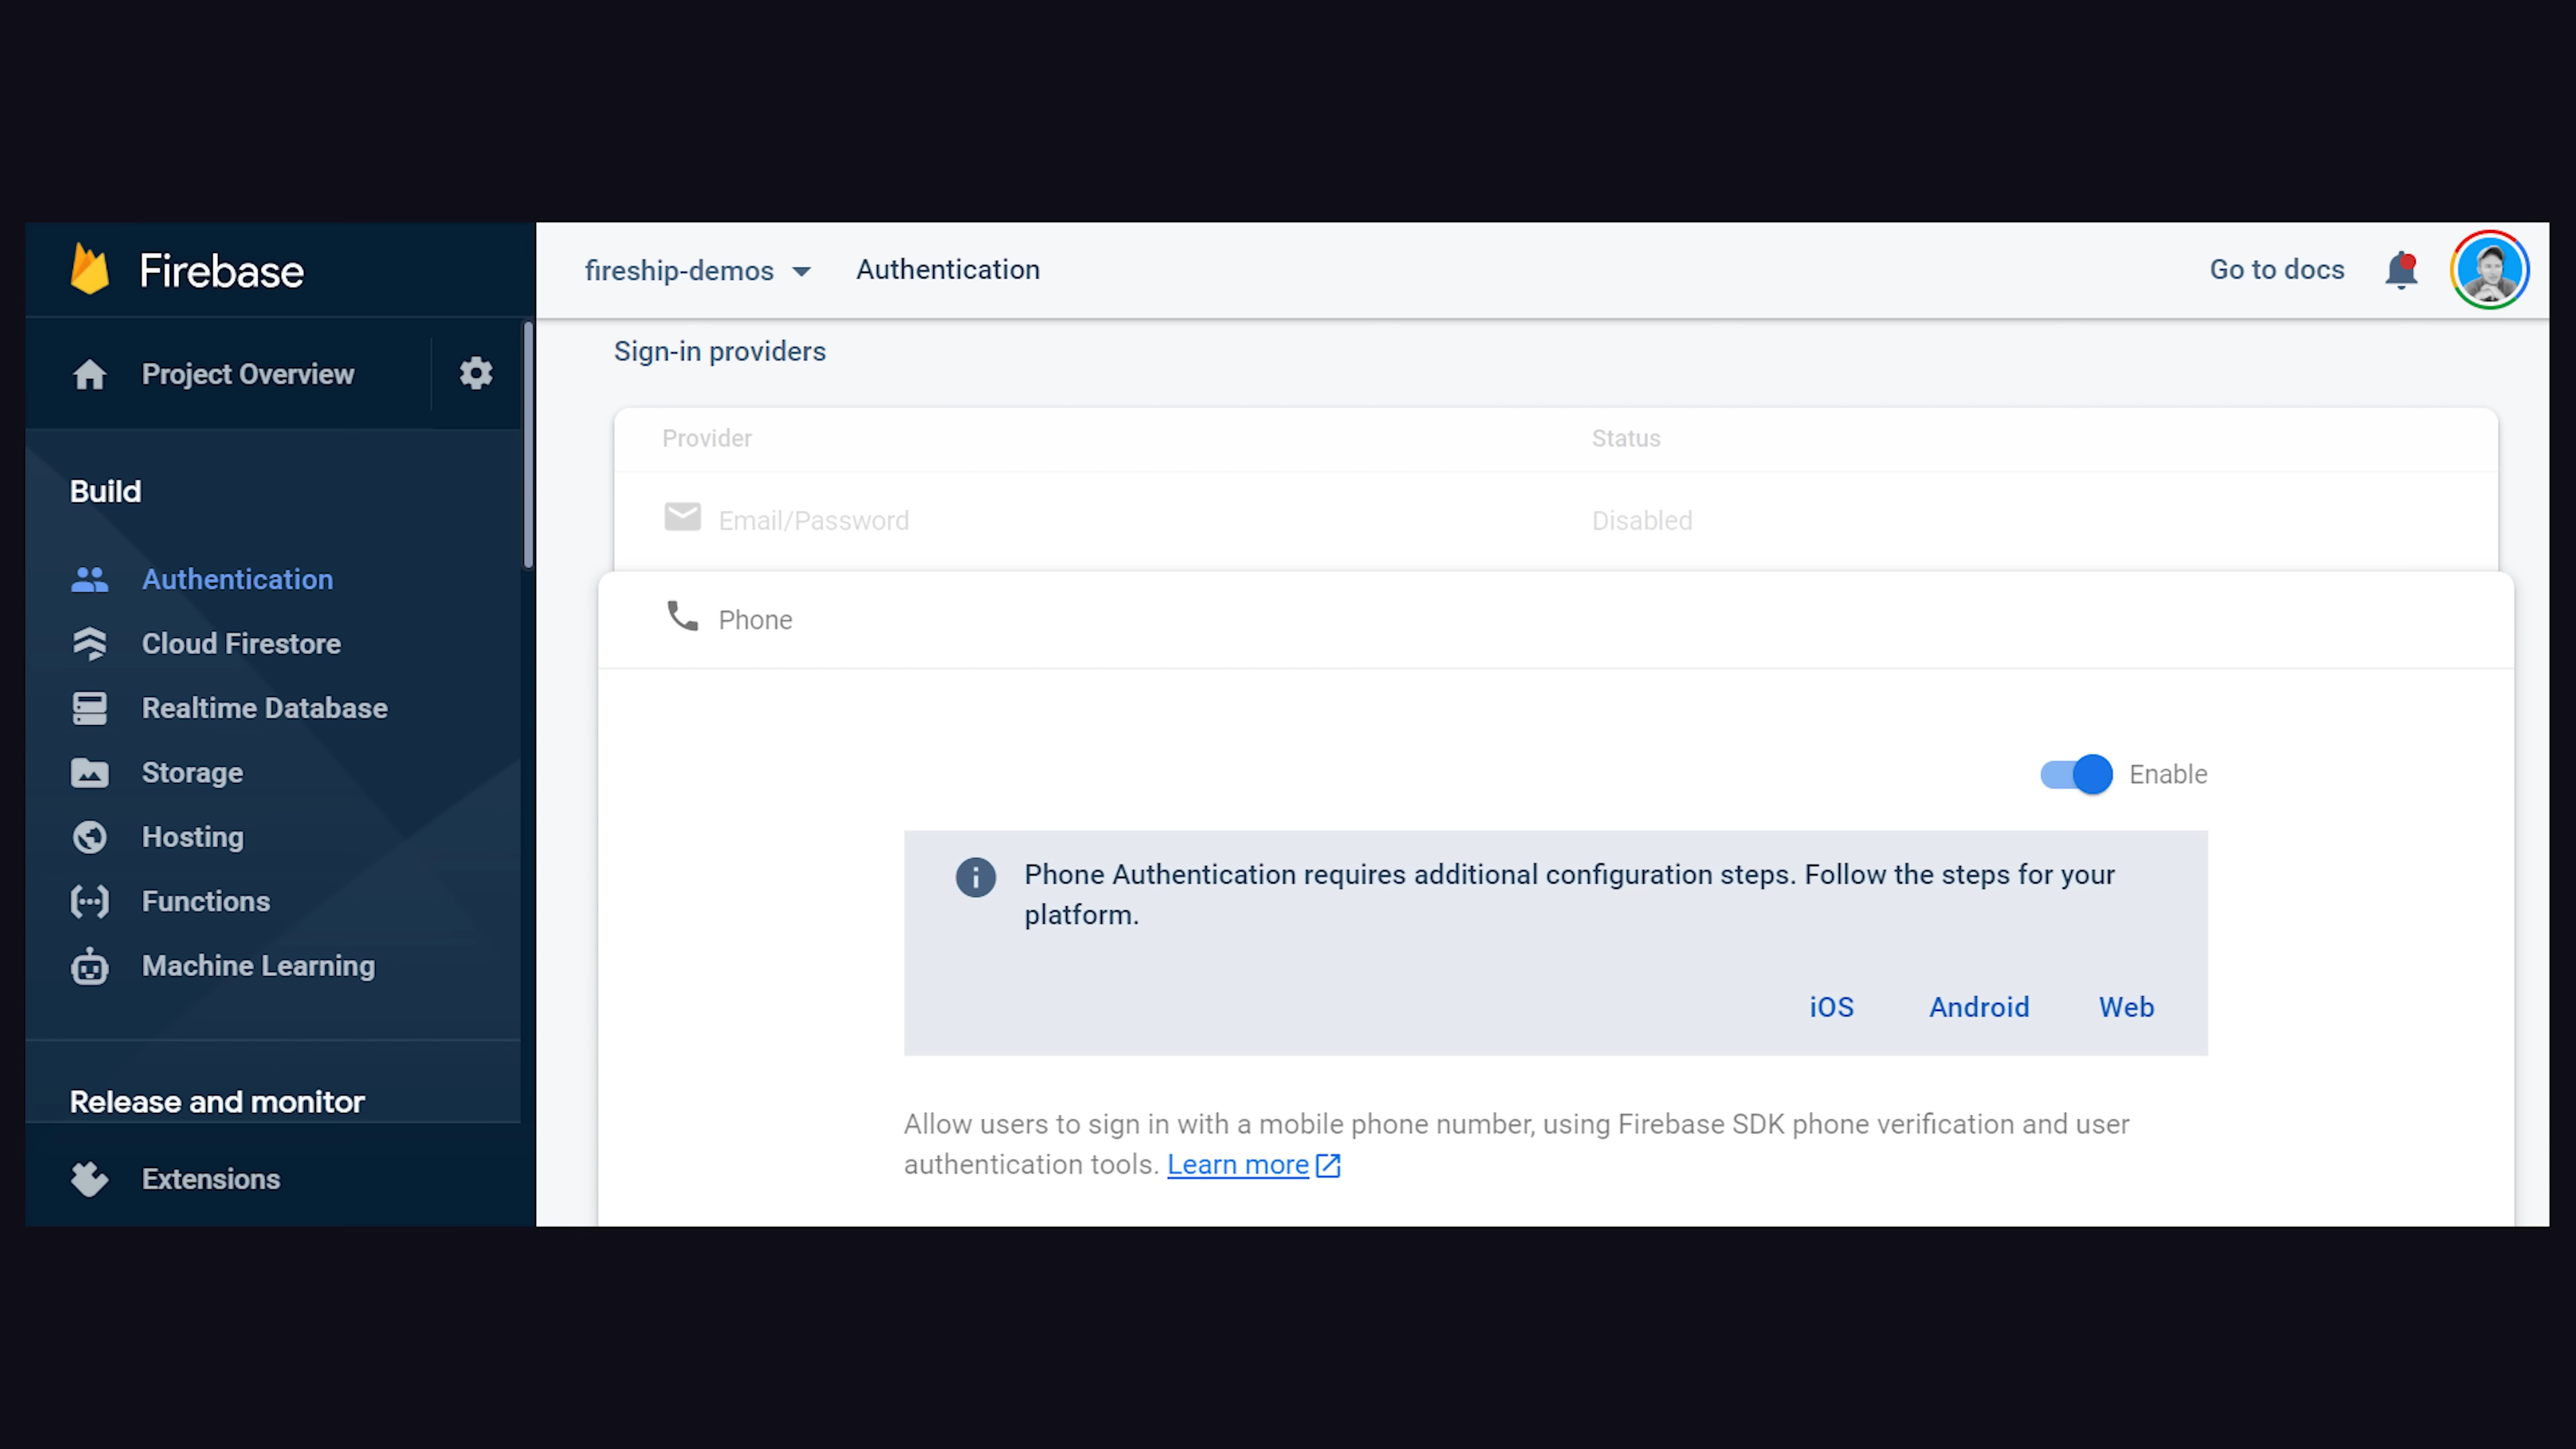 Firebase
fireship-demos
Authentication
Go to docs
Project Overview
Build
Authentication
Cloud Firestore
Realtime Database
Storage
Hosting
Functions
Machine Learning
Release and monitor
Extensions
Sign-in providers
Provider
Status
Email/Password
Disabled
Phone
Enable
Phone Authentication requires additional configuration steps. Follow the steps for your
platform.
iOS
Android
Web
Allow users to sign in with a mobile phone number, using Firebase SDK phone verification and user
authentication tools. Learn more